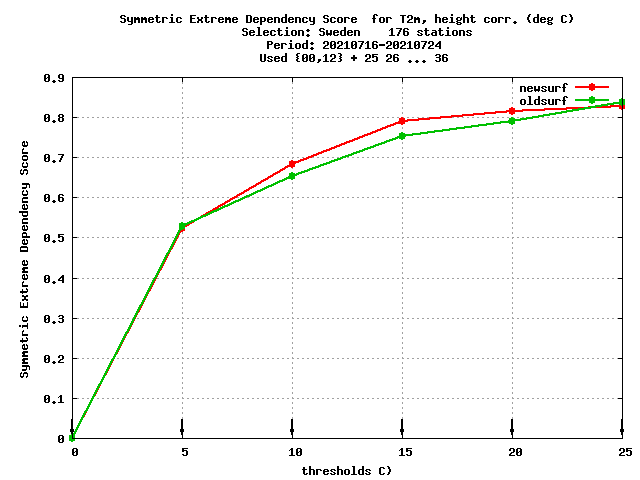 Symmetric Extreme Dependency Score  for T2m, height corr. (deg C)
Selection: Sweden    176 stations
Period: 20210716-20210724
Used {00,12} + 25 26 ... 36
newsurf
oldsurf
Symmetric Extreme Dependency Score
0.9
0.8
0.7
0.6
0.5
0.4
0.3
0.2
0.1
0
0 5 10 15 20 25
thresholds C)